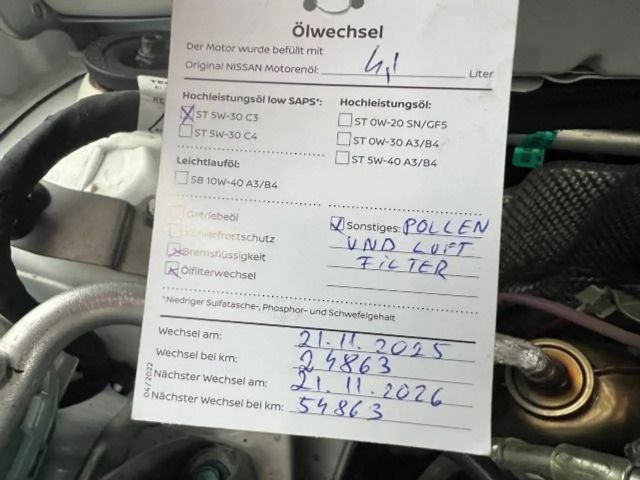 Ölwechsel
Der Motor wurde befüllt mit
Original NISSAN Motorenöl: Liter
Hochleistungsöl low SAPS*:
ST 5W-30 C3
ST 5W-30 C4
Leichtlauföl:
SB 10W-40 A3/B4
Hochleistungsöl:
ST 0W-20 SN/GF5
ST 0W-30 A3/B4
ST 5W-40 A3/B4
Getriebeöl
Kühlerfrostschutz
Bremsflüssigkeit
Ölfilterwechsel
Sonstiges: POLLEN
UND LUFT
FILTER
*Niedriger Sulfatasche-, Phosphor- und Schwefelgehalt
Wechsel am: 21.11.2025
Wechsel bei km: 24863
Nächster Wechsel am: 21.11.2026
Nächster Wechsel bei km: 54863
04/2022